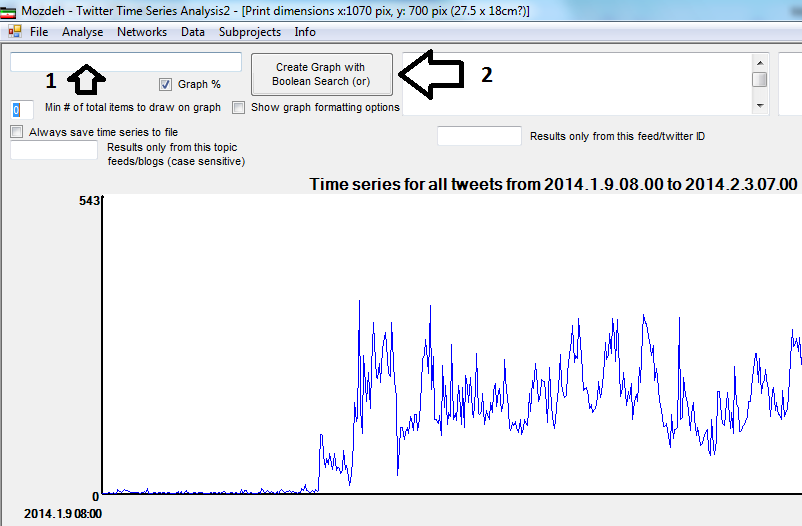 Mozdeh - Twitter Time Series Analysis2 - [Print dimensions x:1070 pix, y: 700 pix (27.5 x 18cm?)]
File Analyse Networks Data Subprojects Info
1
Graph %
Create Graph with
Boolean Search (or)
2
0 Min # of total items to draw on graph
Show graph formatting options
Always save time series to file
Results only from this topic
feeds/blogs (case sensitive)
Results only from this feed/twitter ID
Time series for all tweets from 2014.1.9.08.00 to 2014.2.3.07.00
543
0
2014.1.9 08:00